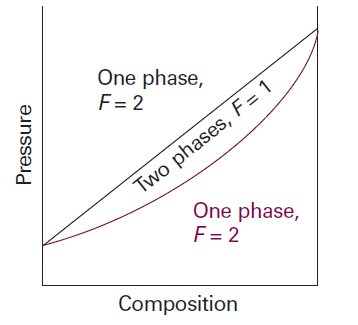 One phase,
F = 2
Two phases, F = 1
One phase,
F = 2
Pressure
Composition